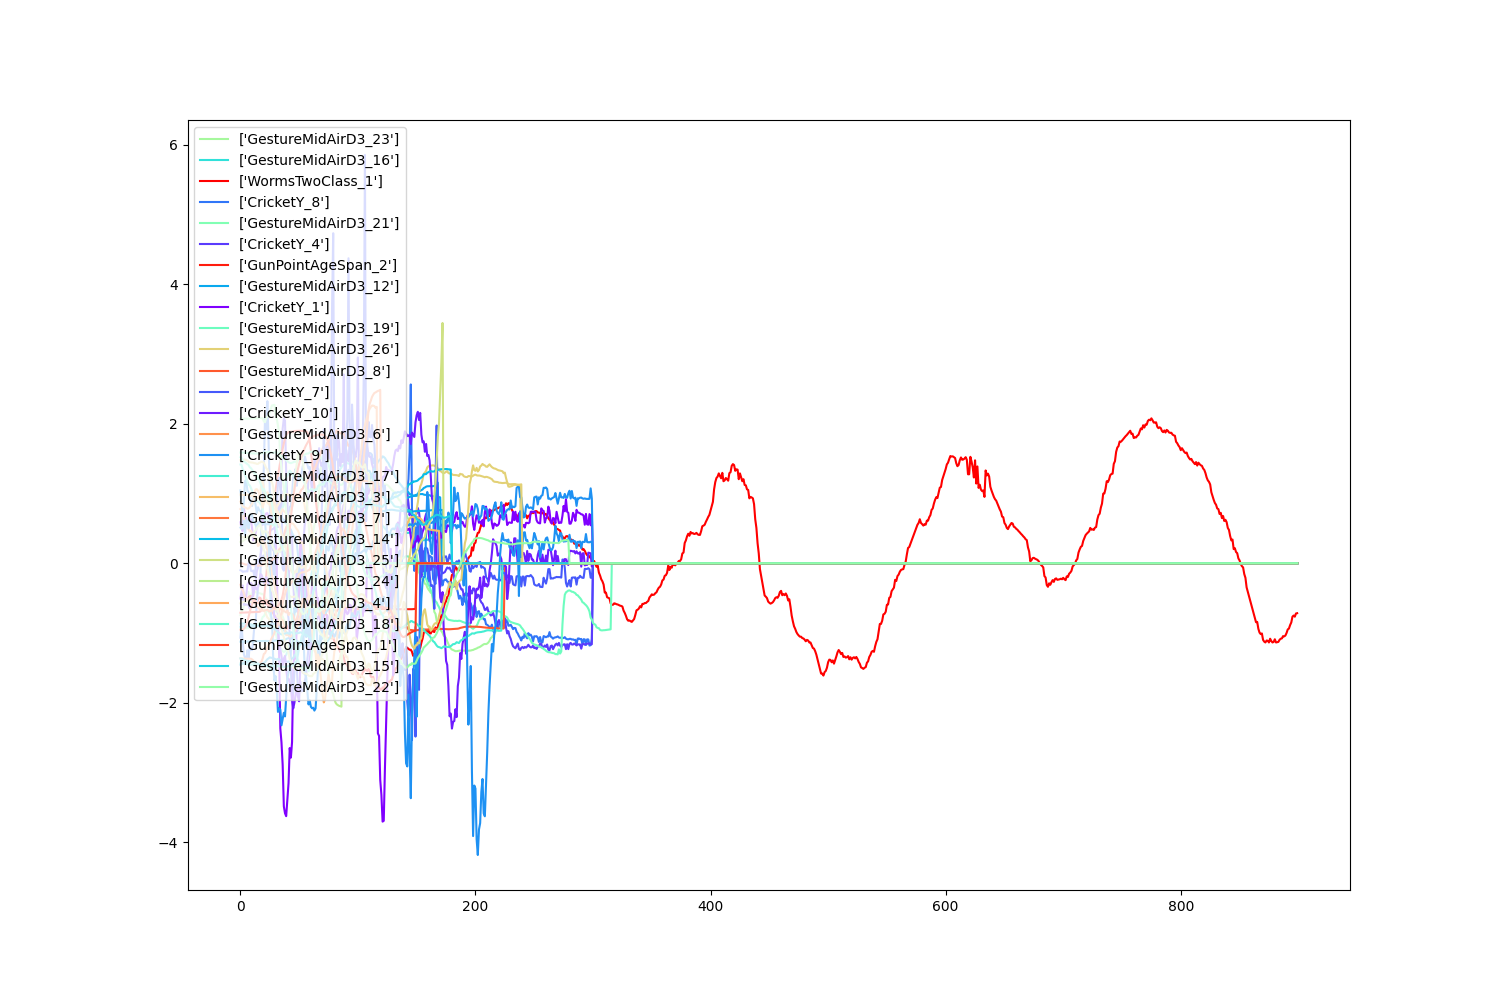 6
4
2
0
−2
−4
0
200
400
600
800
['GestureMidAirD3_23']
['GestureMidAirD3_16']
['WormsTwoClass_1']
['CricketY_8']
['GestureMidAirD3_21']
['CricketY_4']
['GunPointAgeSpan_2']
['GestureMidAirD3_12']
['CricketY_1']
['GestureMidAirD3_19']
['GestureMidAirD3_26']
['GestureMidAirD3_8']
['CricketY_7']
['CricketY_10']
['GestureMidAirD3_6']
['CricketY_9']
['GestureMidAirD3_17']
['GestureMidAirD3_3']
['GestureMidAirD3_7']
['GestureMidAirD3_14']
['GestureMidAirD3_25']
['GestureMidAirD3_24']
['GestureMidAirD3_4']
['GestureMidAirD3_18']
['GunPointAgeSpan_1']
['GestureMidAirD3_15']
['GestureMidAirD3_22']